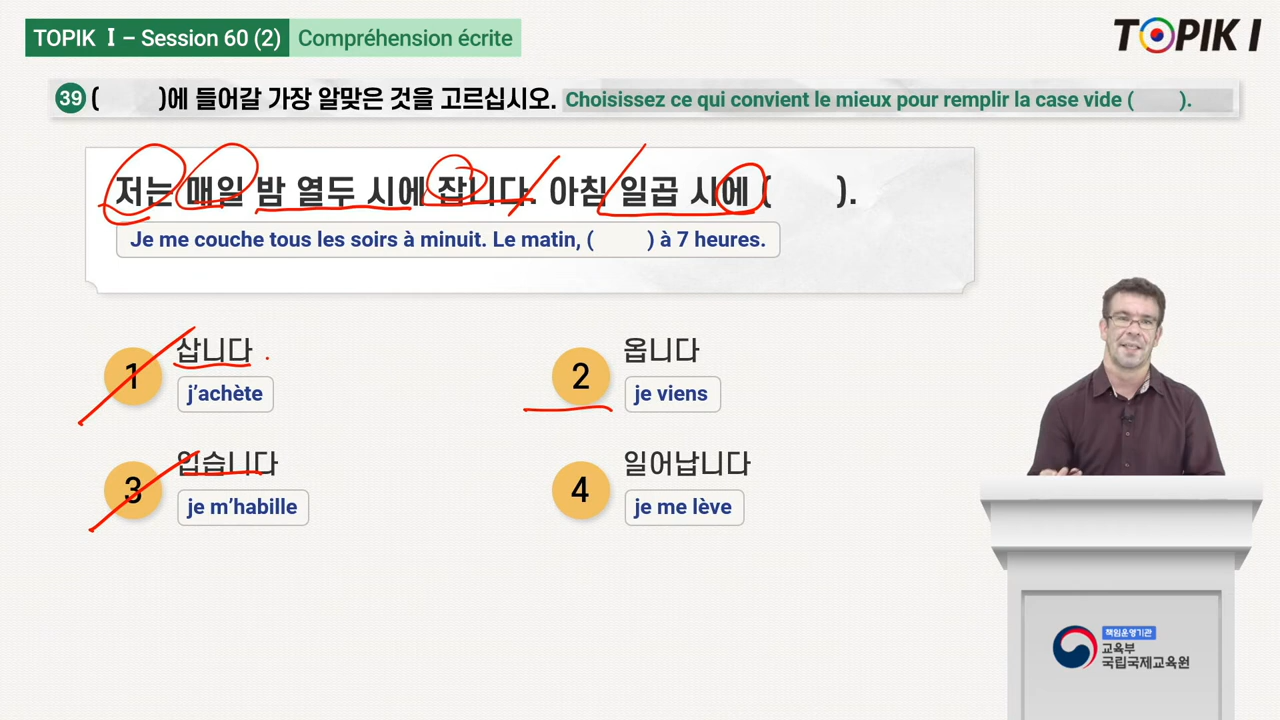 TOPIK Ⅰ – Session 60 (2) Compréhension écrite
TOPIK I
39 ( )에 들어갈 가장 알맞은 것을 고르십시오. Choisissez ce qui convient le mieux pour remplir la case vide ( ).
저는 매일 밤 열두 시에 잡니다. 아침 일곱 시에 ( ).
Je me couche tous les soirs à minuit. Le matin, ( ) à 7 heures.
1 삽니다
j’achète
2 옵니다
je viens
3 입습니다
je m’habille
4 일어납니다
je me lève
책임운영기관
교육부
국립국제교육원